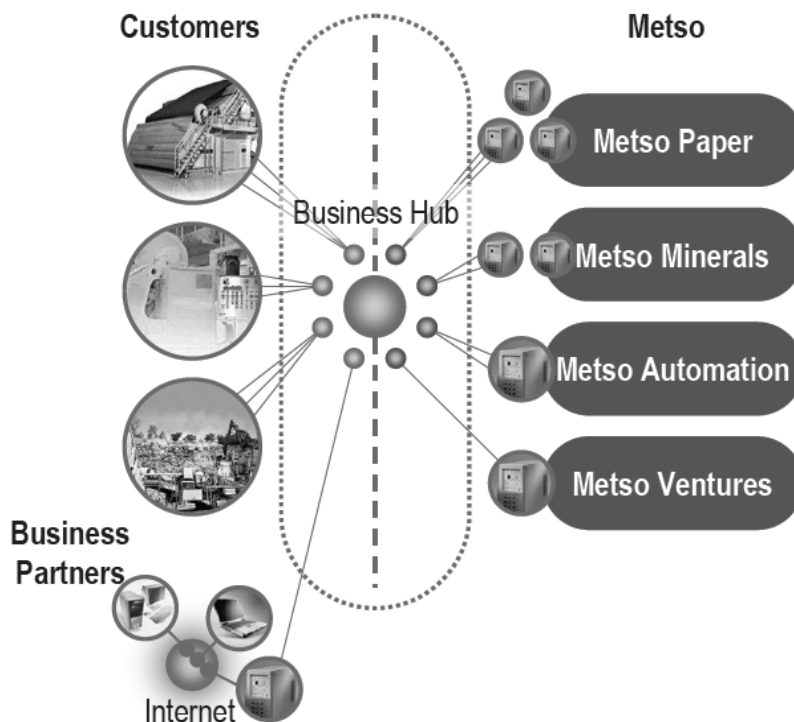 Customers
Metso
Metso Paper
Business Hub
Metso Minerals
Metso Automation
Metso Ventures
Business
Partners
Internet